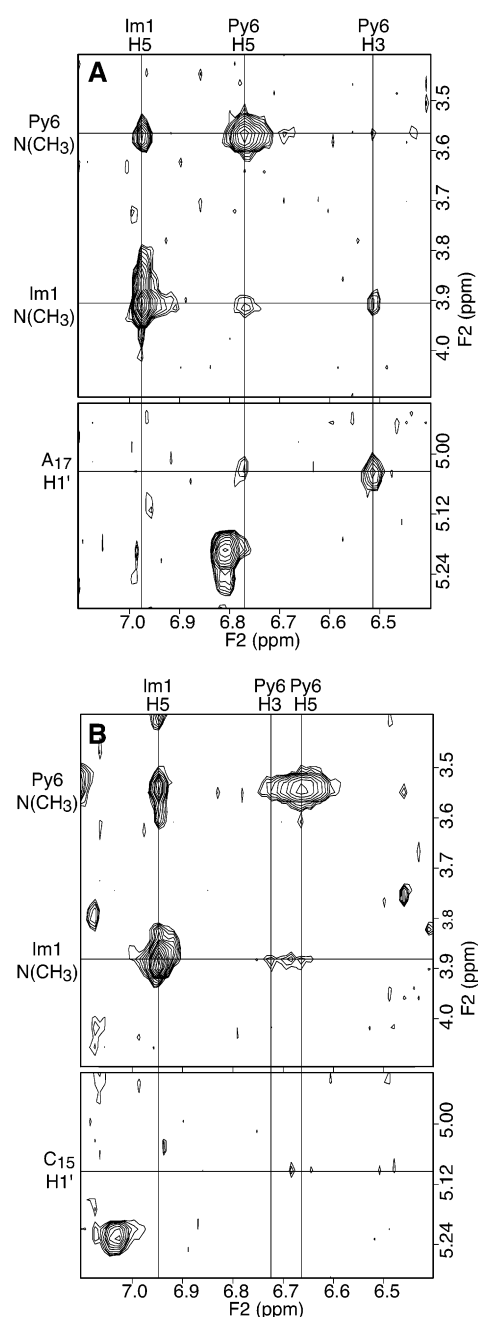 Im1 Py6 Py6
H5 H5 H3
A
Py6
N(CH3)
Im1
N(CH3)
3.5
3.6
3.7
3.8
3.9
4.0
F2 (ppm)
A17
H1'
5.00
5.12
5.24
7.0 6.9 6.8 6.7 6.6 6.5
F2 (ppm)
Im1 Py6 Py6
H5 H3 H5
B
Py6
N(CH3)
Im1
N(CH3)
3.5
3.6
3.7
3.8
3.9
4.0
F2 (ppm)
C15
H1'
5.00
5.12
5.24
7.0 6.9 6.8 6.7 6.6 6.5
F2 (ppm)